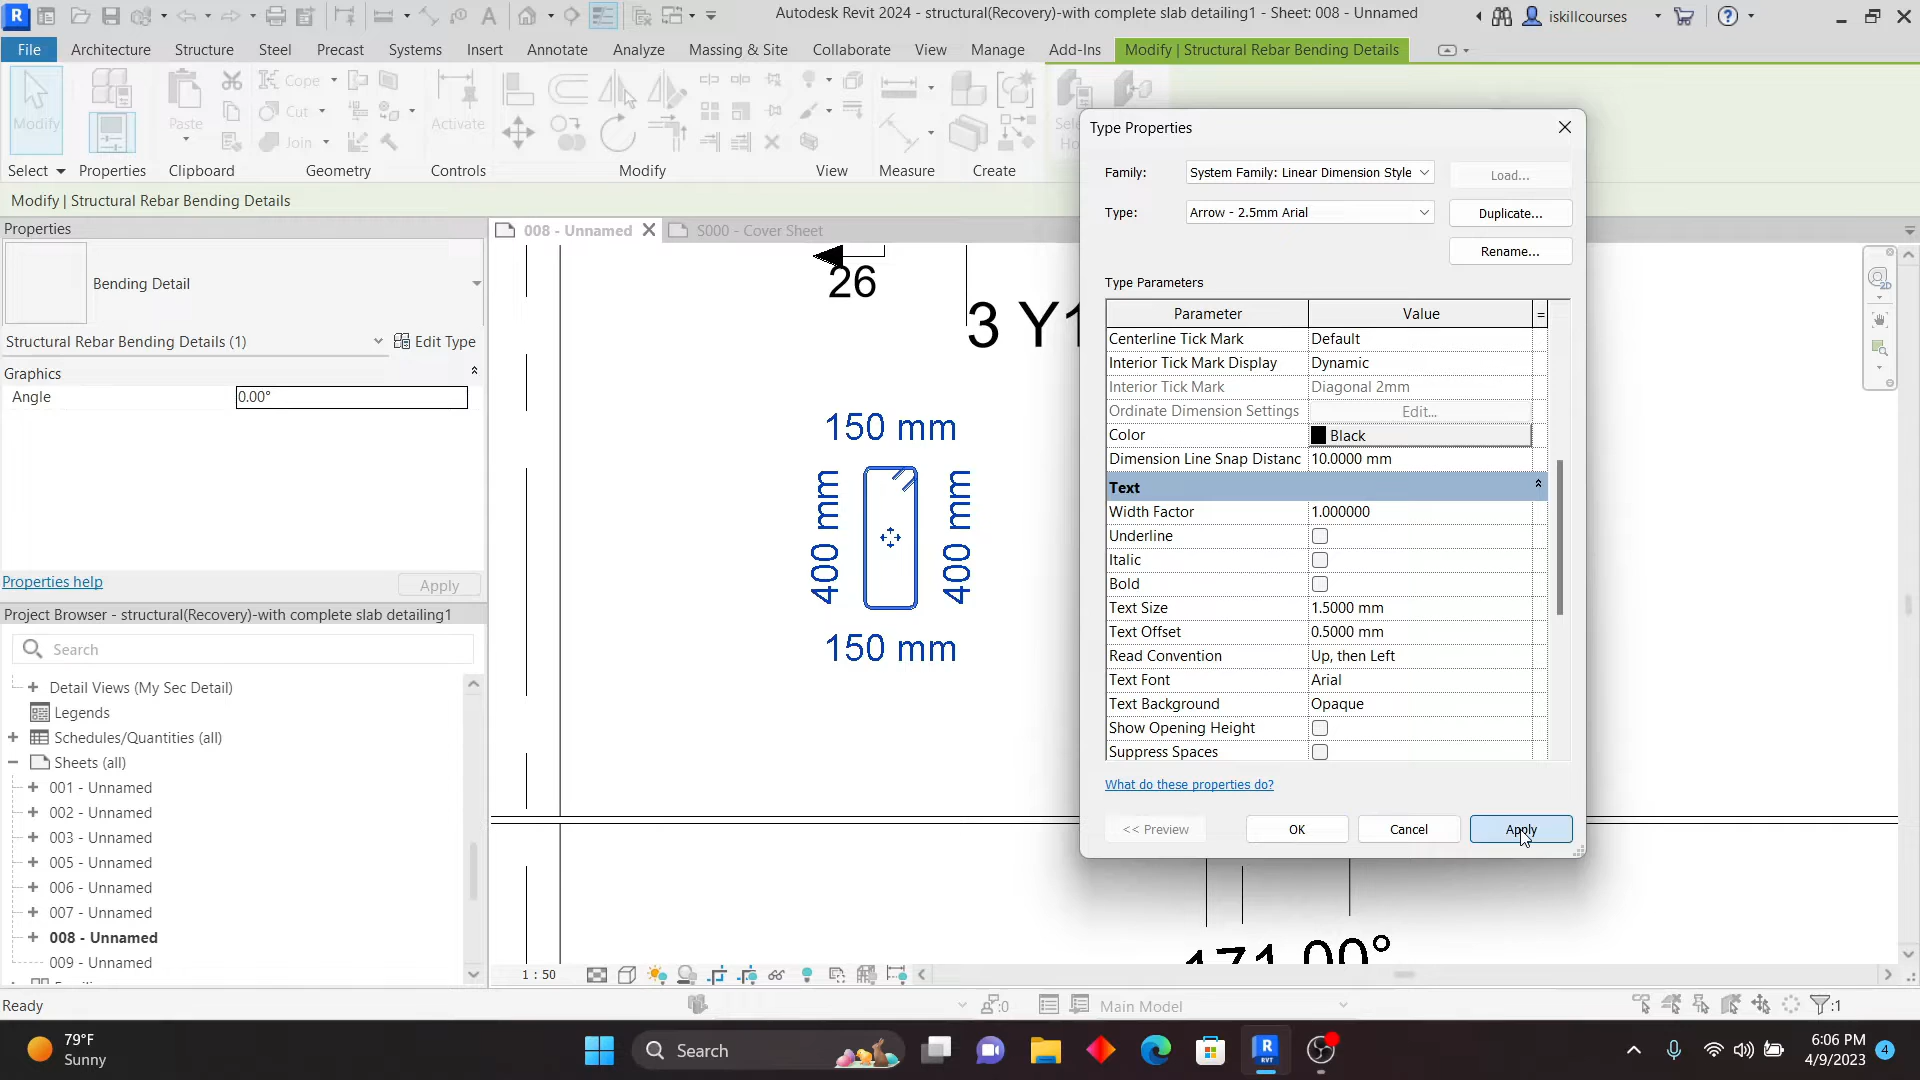 Autodesk Revit 2024 - structural(Recovery)-with complete slab detailing1 - Sheet: 008 - Unnamed
iskillcourses
File
Architecture
Structure
Steel
Precast
Systems
Insert
Annotate
Analyze
Massing & Site
Collaborate
View
Manage
Add-Ins
Modify | Structural Rebar Bending Details
Modify
Paste
Cope
Cut
Join
Activate
Select
Properties
Clipboard
Geometry
Controls
Modify
View
Measure
Create
Modify | Structural Rebar Bending Details
Properties
Bending Detail
Structural Rebar Bending Details (1)
Edit Type
Graphics
Angle
0.00°
Properties help
Apply
Project Browser - structural(Recovery)-with complete slab detailing1
Search
Detail Views (My Sec Detail)
Legends
Schedules/Quantities (all)
Sheets (all)
001 - Unnamed
002 - Unnamed
003 - Unnamed
005 - Unnamed
006 - Unnamed
007 - Unnamed
008 - Unnamed
009 - Unnamed
008 - Unnamed
S000 - Cover Sheet
26
3 Y1
150 mm
400 mm
400 mm
150 mm
171.00°
1 : 50
Type Properties
Family:
System Family: Linear Dimension Style
Load...
Type:
Arrow - 2.5mm Arial
Duplicate...
Rename...
Type Parameters
Parameter
Value
=
Centerline Tick Mark
Default
Interior Tick Mark Display
Dynamic
Interior Tick Mark
Diagonal 2mm
Ordinate Dimension Settings
Edit...
Color
Black
Dimension Line Snap Distanc
10.0000 mm
Text
Width Factor
1.000000
Underline
Italic
Bold
Text Size
1.5000 mm
Text Offset
0.5000 mm
Read Convention
Up, then Left
Text Font
Arial
Text Background
Opaque
Show Opening Height
Suppress Spaces
What do these properties do?
<< Preview
OK
Cancel
Apply
Ready
:0
Main Model
:1
79°F
Sunny
Search
6:06 PM
4/9/2023
4